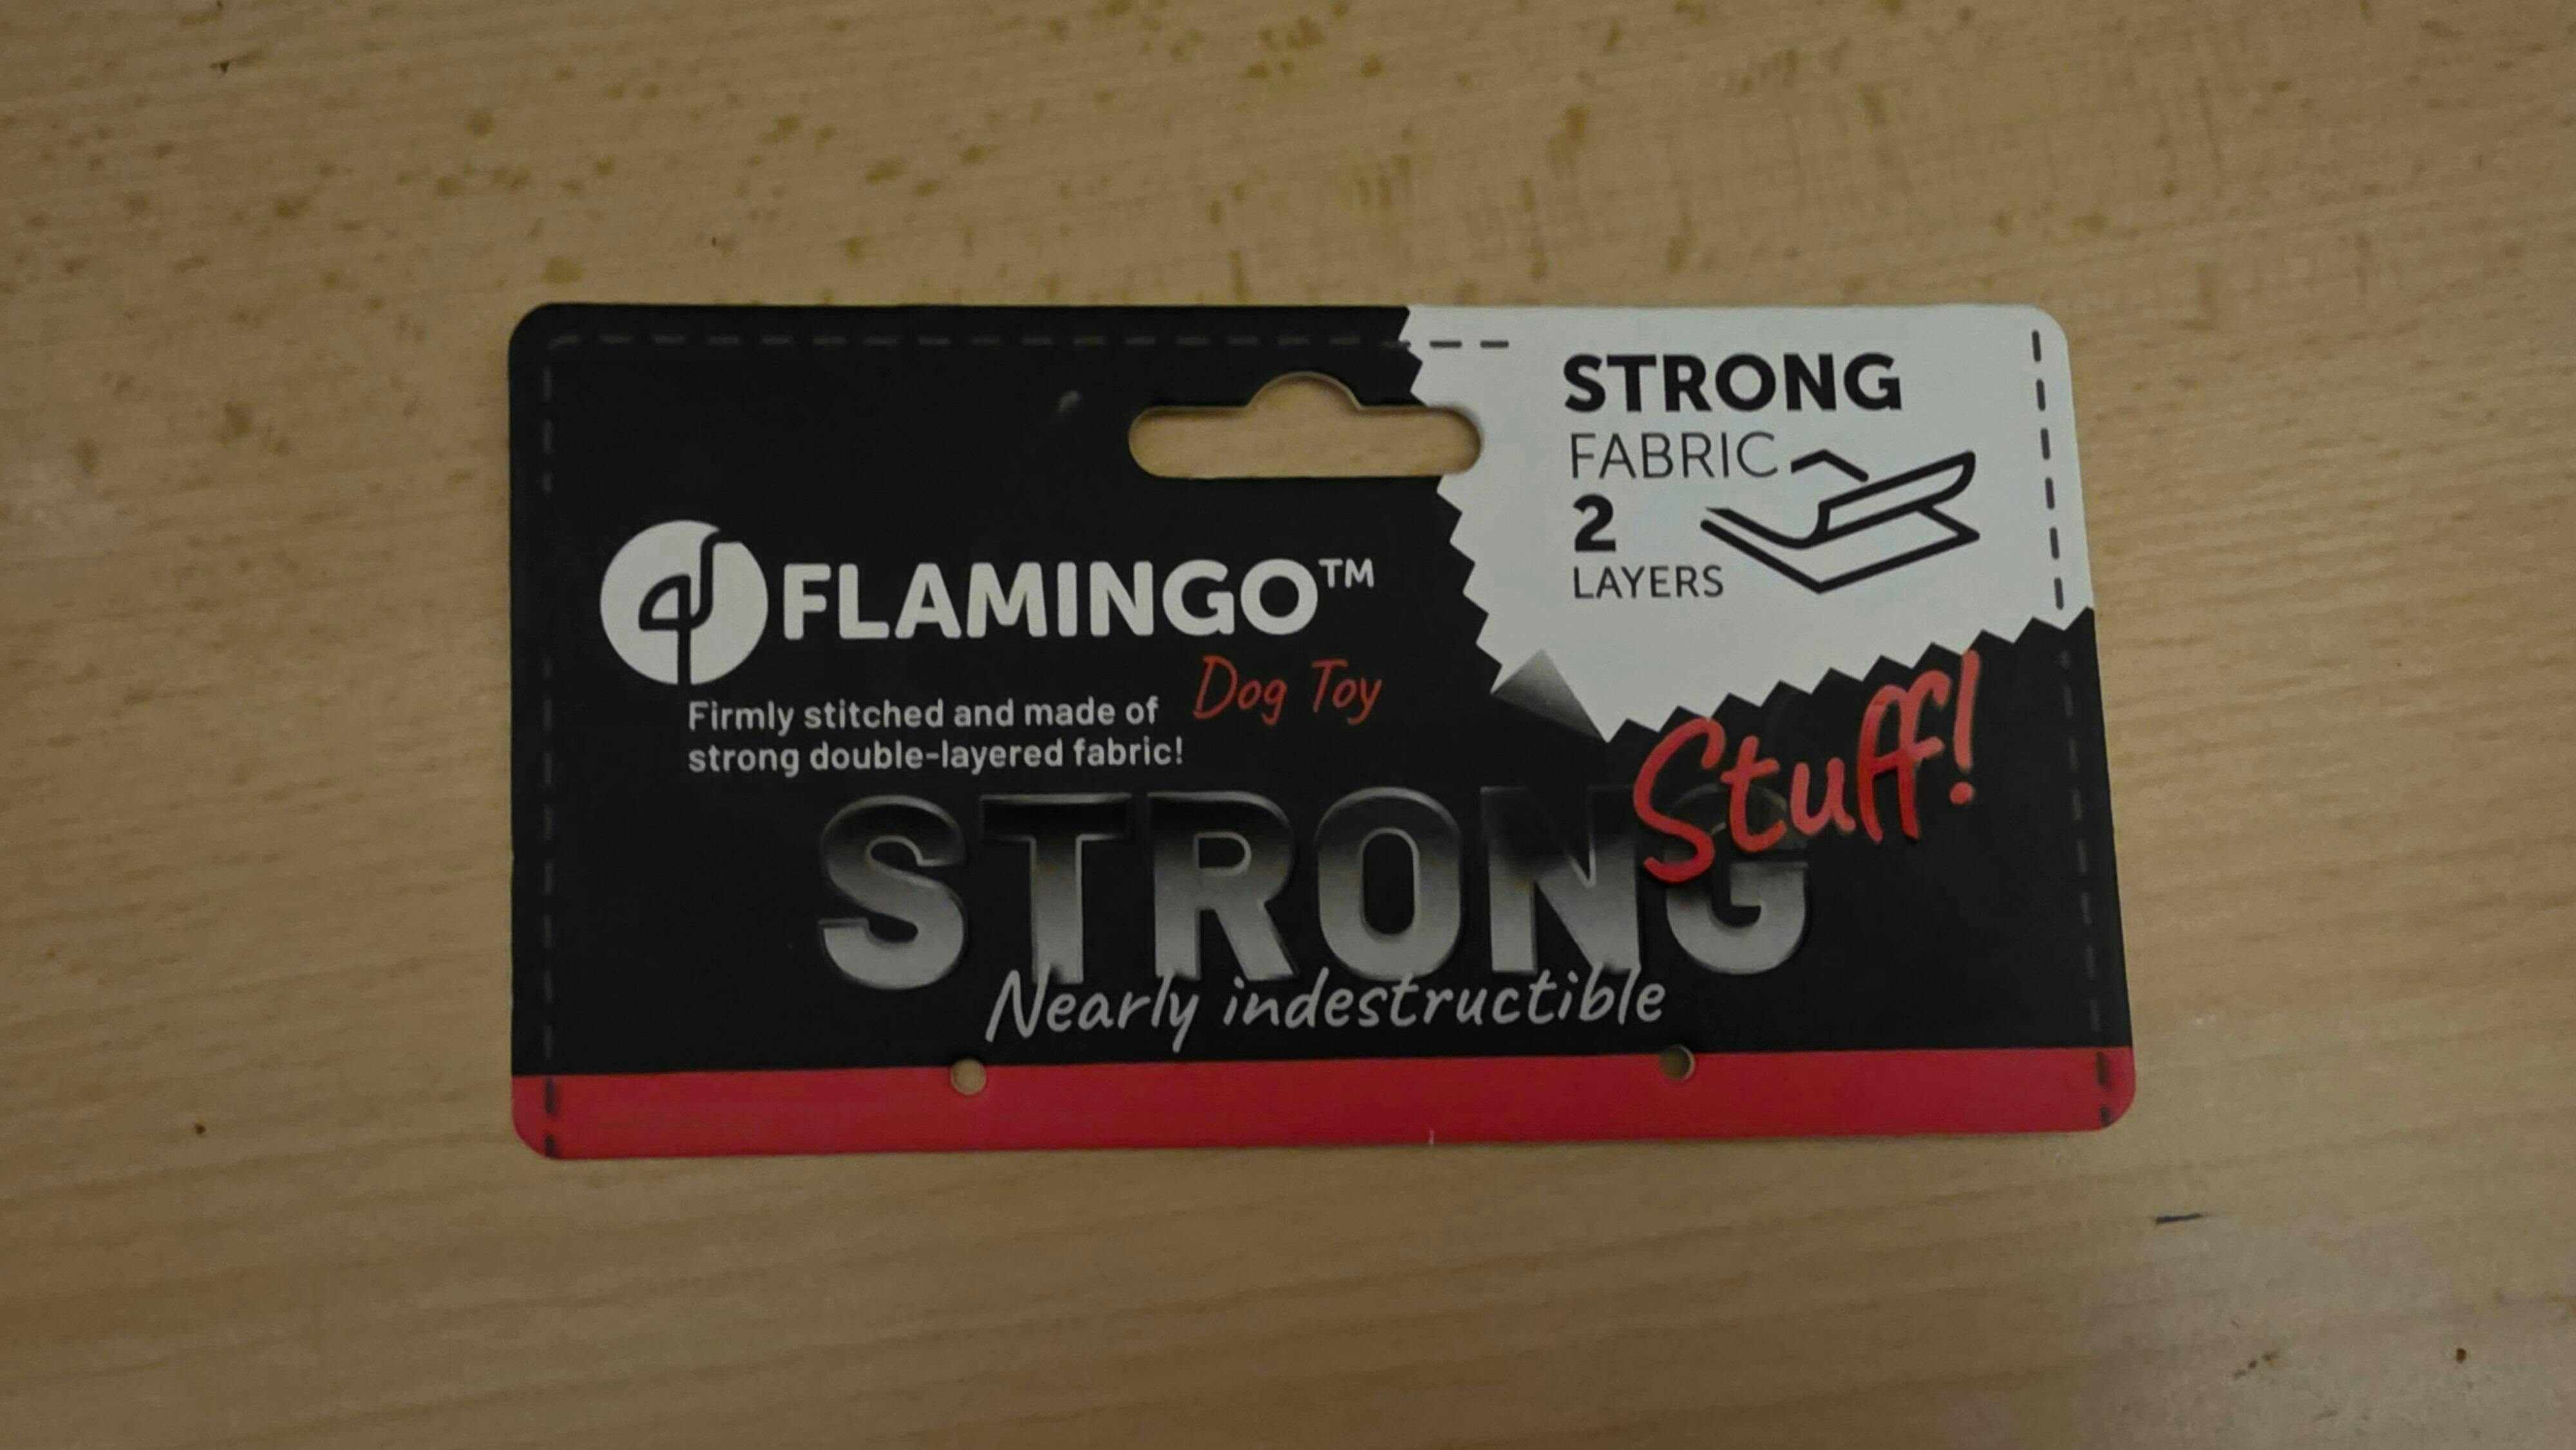 STRONG
FABRIC
2
LAYERS
FLAMINGO™
Dog Toy
Firmly stitched and made of
strong double-layered fabric!
STRONG
Stuff!
Nearly indestructible